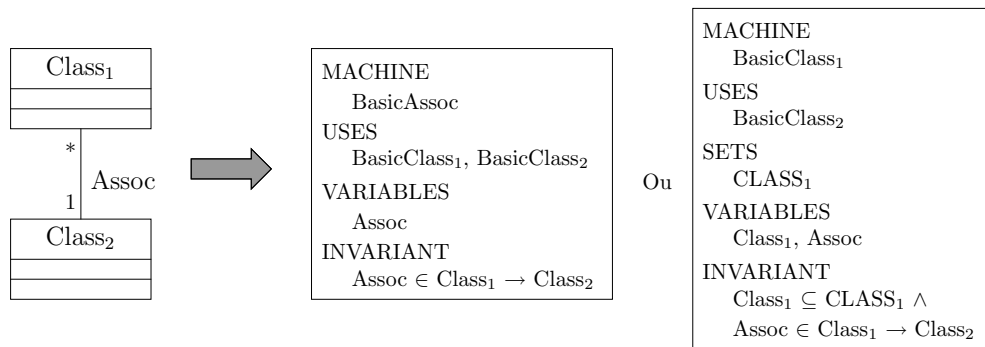 Class₁
*
Assoc
1
Class₂
MACHINE
BasicAssoc
USES
BasicClass₁, BasicClass₂
VARIABLES
Assoc
INVARIANT
Assoc ∈ Class₁ → Class₂
Ou
MACHINE
BasicClass₁
USES
BasicClass₂
SETS
CLASS₁
VARIABLES
Class₁, Assoc
INVARIANT
Class₁ ⊆ CLASS₁ ∧
Assoc ∈ Class₁ → Class₂